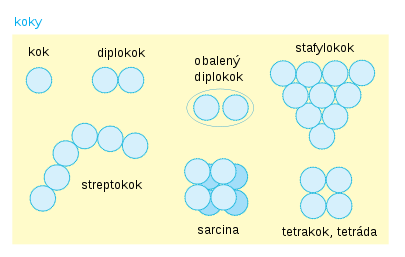 koky
kok
diplokok
obalený
diplokok
stafylokok
streptokok
sarcina
tetrakok, tetráda